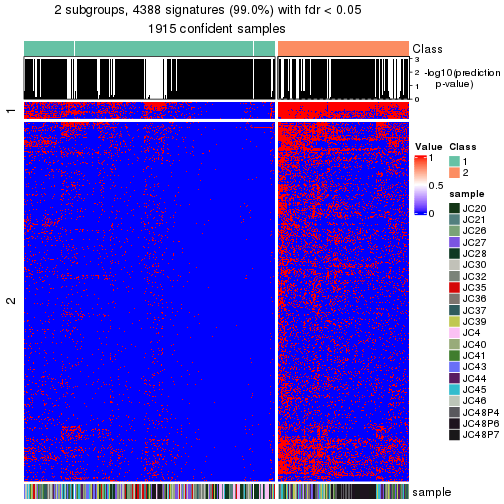 2 subgroups, 4388 signatures (99.0%) with fdr < 0.05
1915 confident samples
Class
3
2
1
0
-log10(prediction
p-value)
1
2
Value
1
0.5
0
Class
1
2
sample
JC20
JC21
JC26
JC27
JC28
JC30
JC32
JC35
JC36
JC37
JC39
JC4
JC40
JC41
JC43
JC44
JC45
JC46
JC48P4
JC48P6
JC48P7
sample